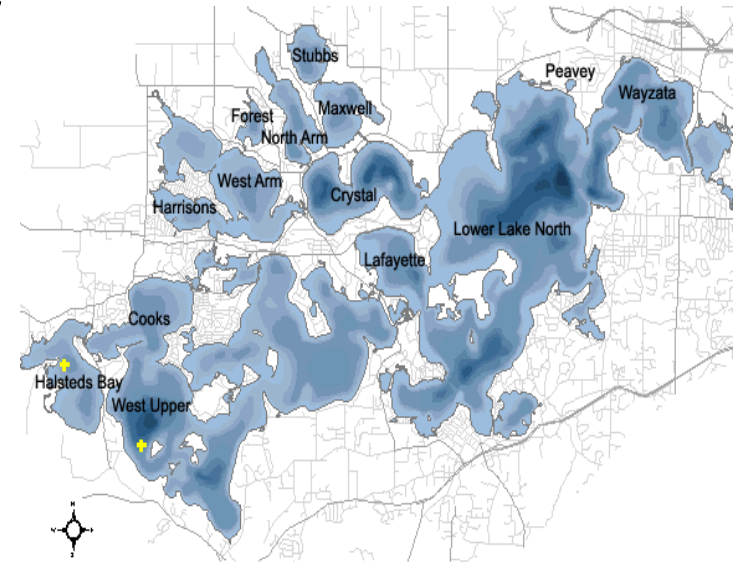 Stubbs
Peavey
Wayzata
Maxwell
Forest
North Arm
West Arm
Crystal
Harrisons
Lower Lake North
Lafayette
Cooks
Halsteds Bay
West Upper